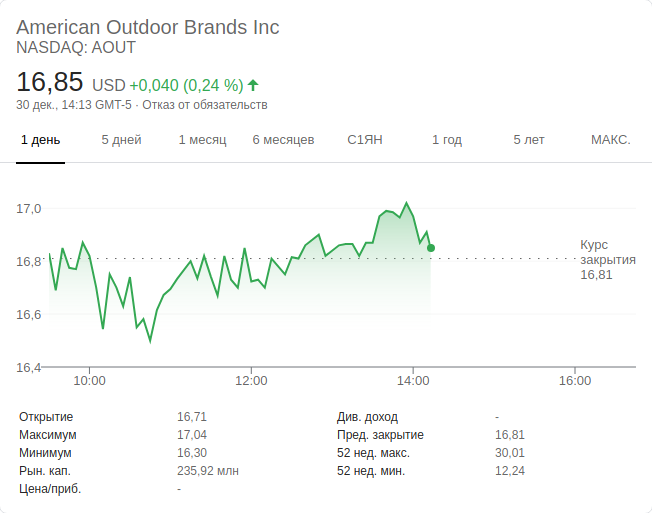 American Outdoor Brands Inc
NASDAQ: AOUT
16,85 USD +0,040 (0,24 %)
30 дек., 14:13 GMT-5 · Отказ от обязательств
1 день 5 дней 1 месяц 6 месяцев С1ЯН 1 год 5 лет МАКС.
17,0
16,8
16,6
16,4
Курс
закрытия
16,81
10:00 12:00 14:00 16:00
Открытие 16,71 Див. доход -
Максимум 17,04 Пред. закрытие 16,81
Минимум 16,30 52 нед. макс. 30,01
Рын. кап. 235,92 млн 52 нед. мин. 12,24
Цена/приб. -